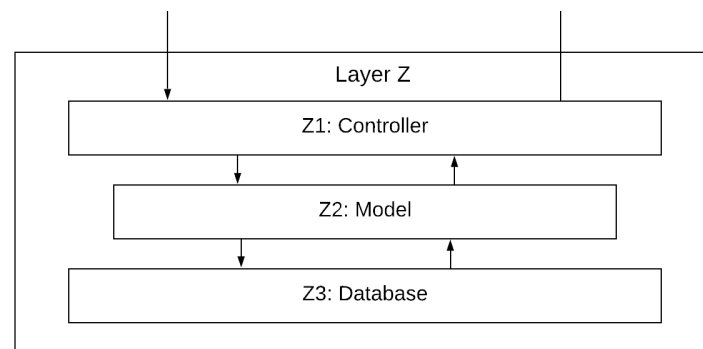 Layer Z
Z1: Controller
Z2: Model
Z3: Database